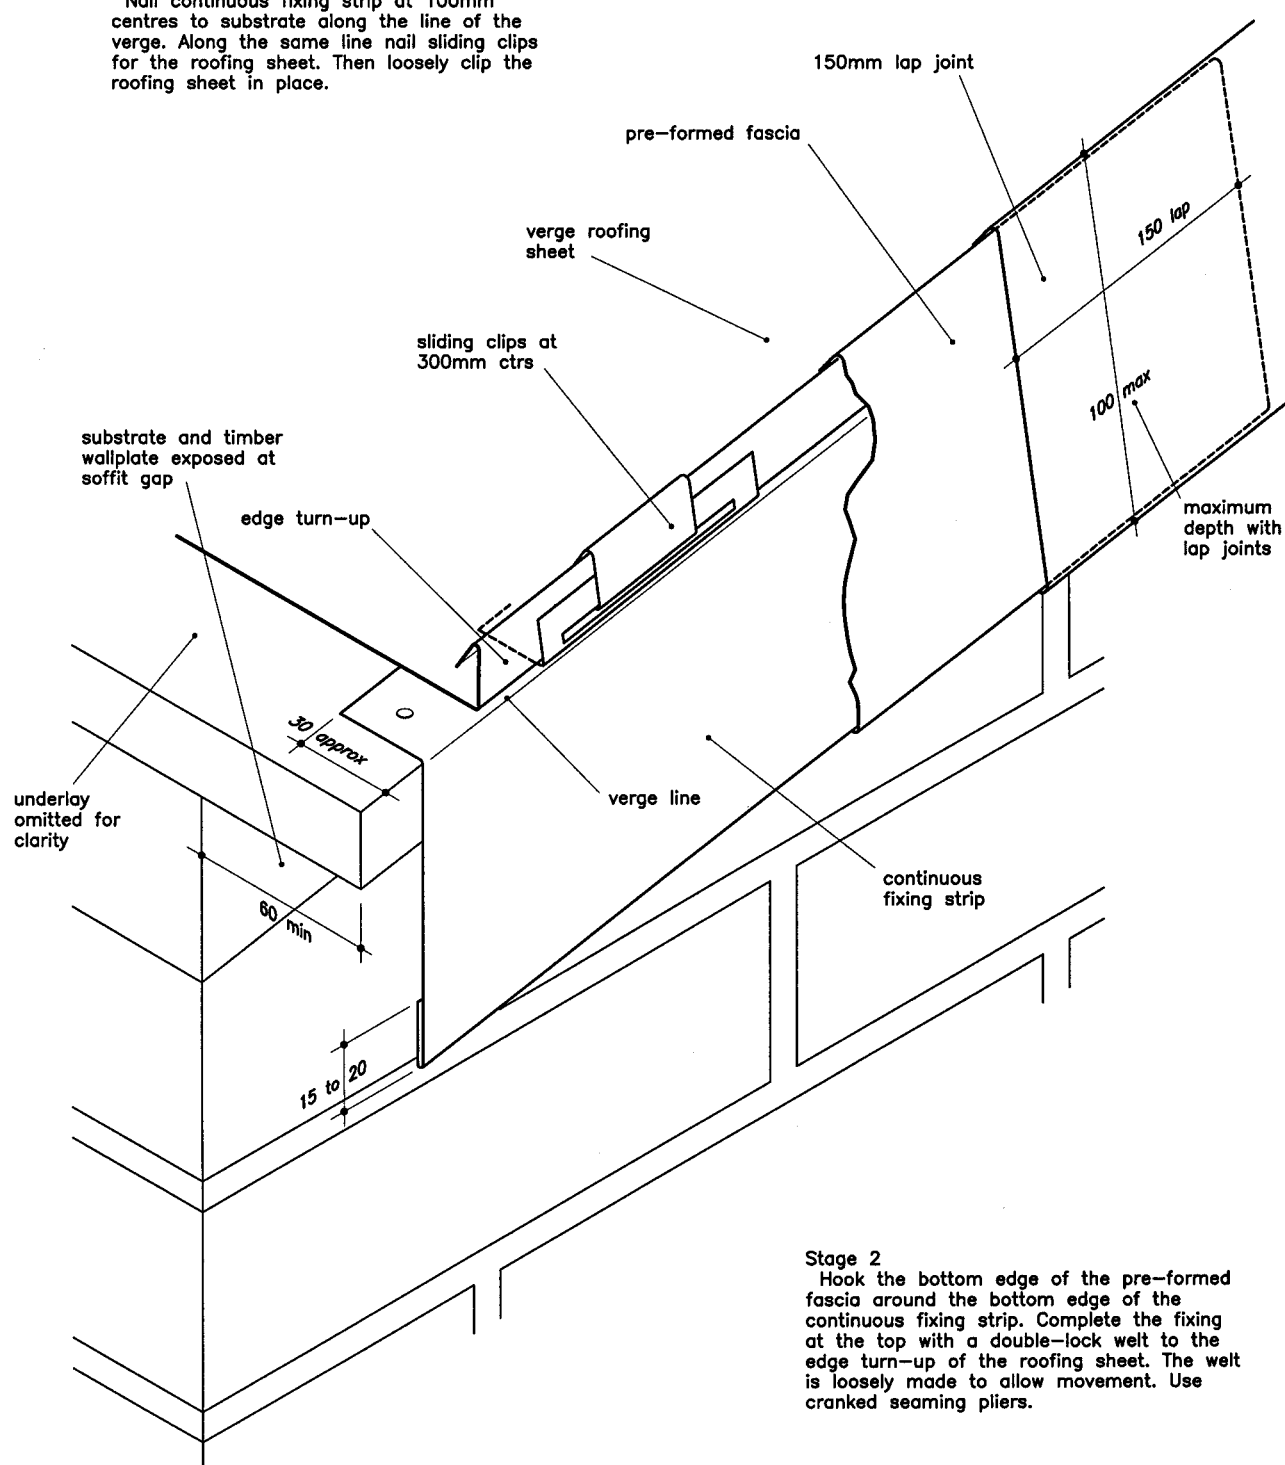 Nail continuous fixing strip at 100mm
centres to substrate along the line of the
verge. Along the same line nail sliding clips
for the roofing sheet. Then loosely clip the
roofing sheet in place.
150mm lap joint
pre-formed fascia
verge roofing
sheet
150 lap
sliding clips at
300mm ctrs
100 max
substrate and timber
wallplate exposed at
soffit gap
edge turn-up
maximum
depth with
lap joints
30 approx
underlay
omitted for
clarity
verge line
continuous
fixing strip
60 min
15 to 20
Stage 2
Hook the bottom edge of the pre-formed
fascia around the bottom edge of the
continuous fixing strip. Complete the fixing
at the top with a double-lock welt to the
edge turn-up of the roofing sheet. The welt
is loosely made to allow movement. Use
cranked seaming pliers.